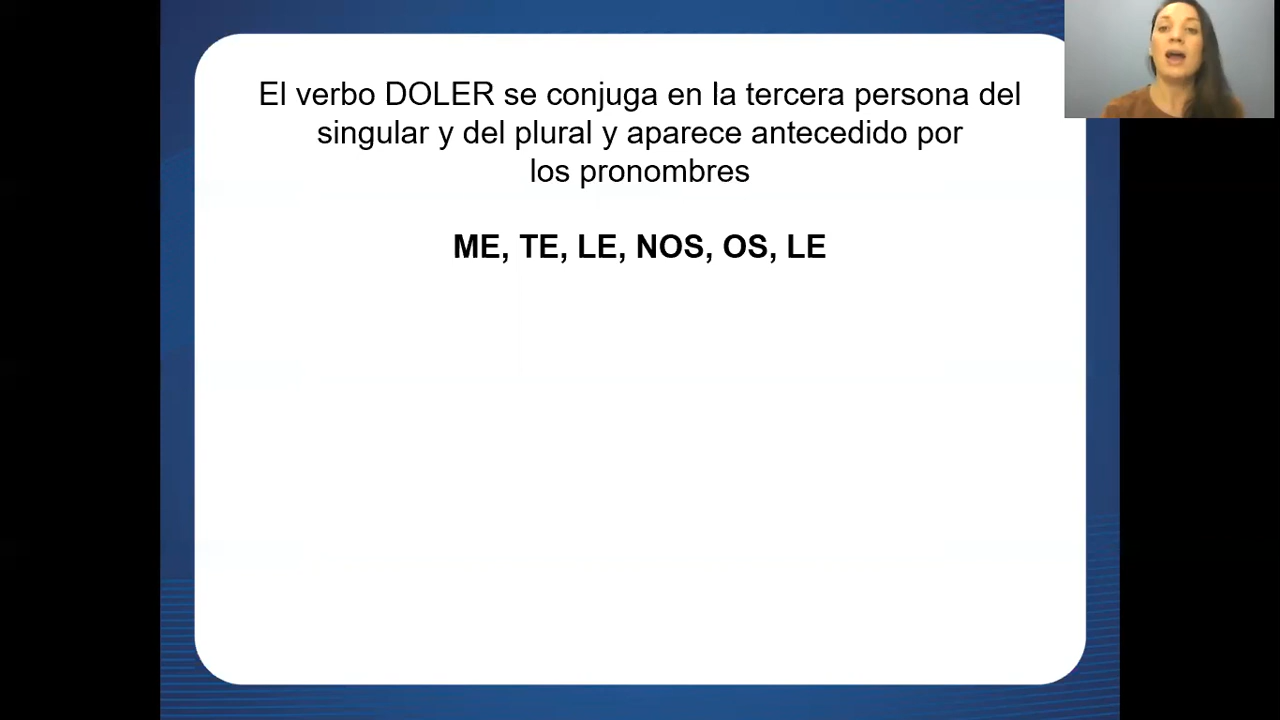 El verbo DOLER se conjuga en la tercera persona del
singular y del plural y aparece antecedido por
los pronombres
ME, TE, LE, NOS, OS, LE